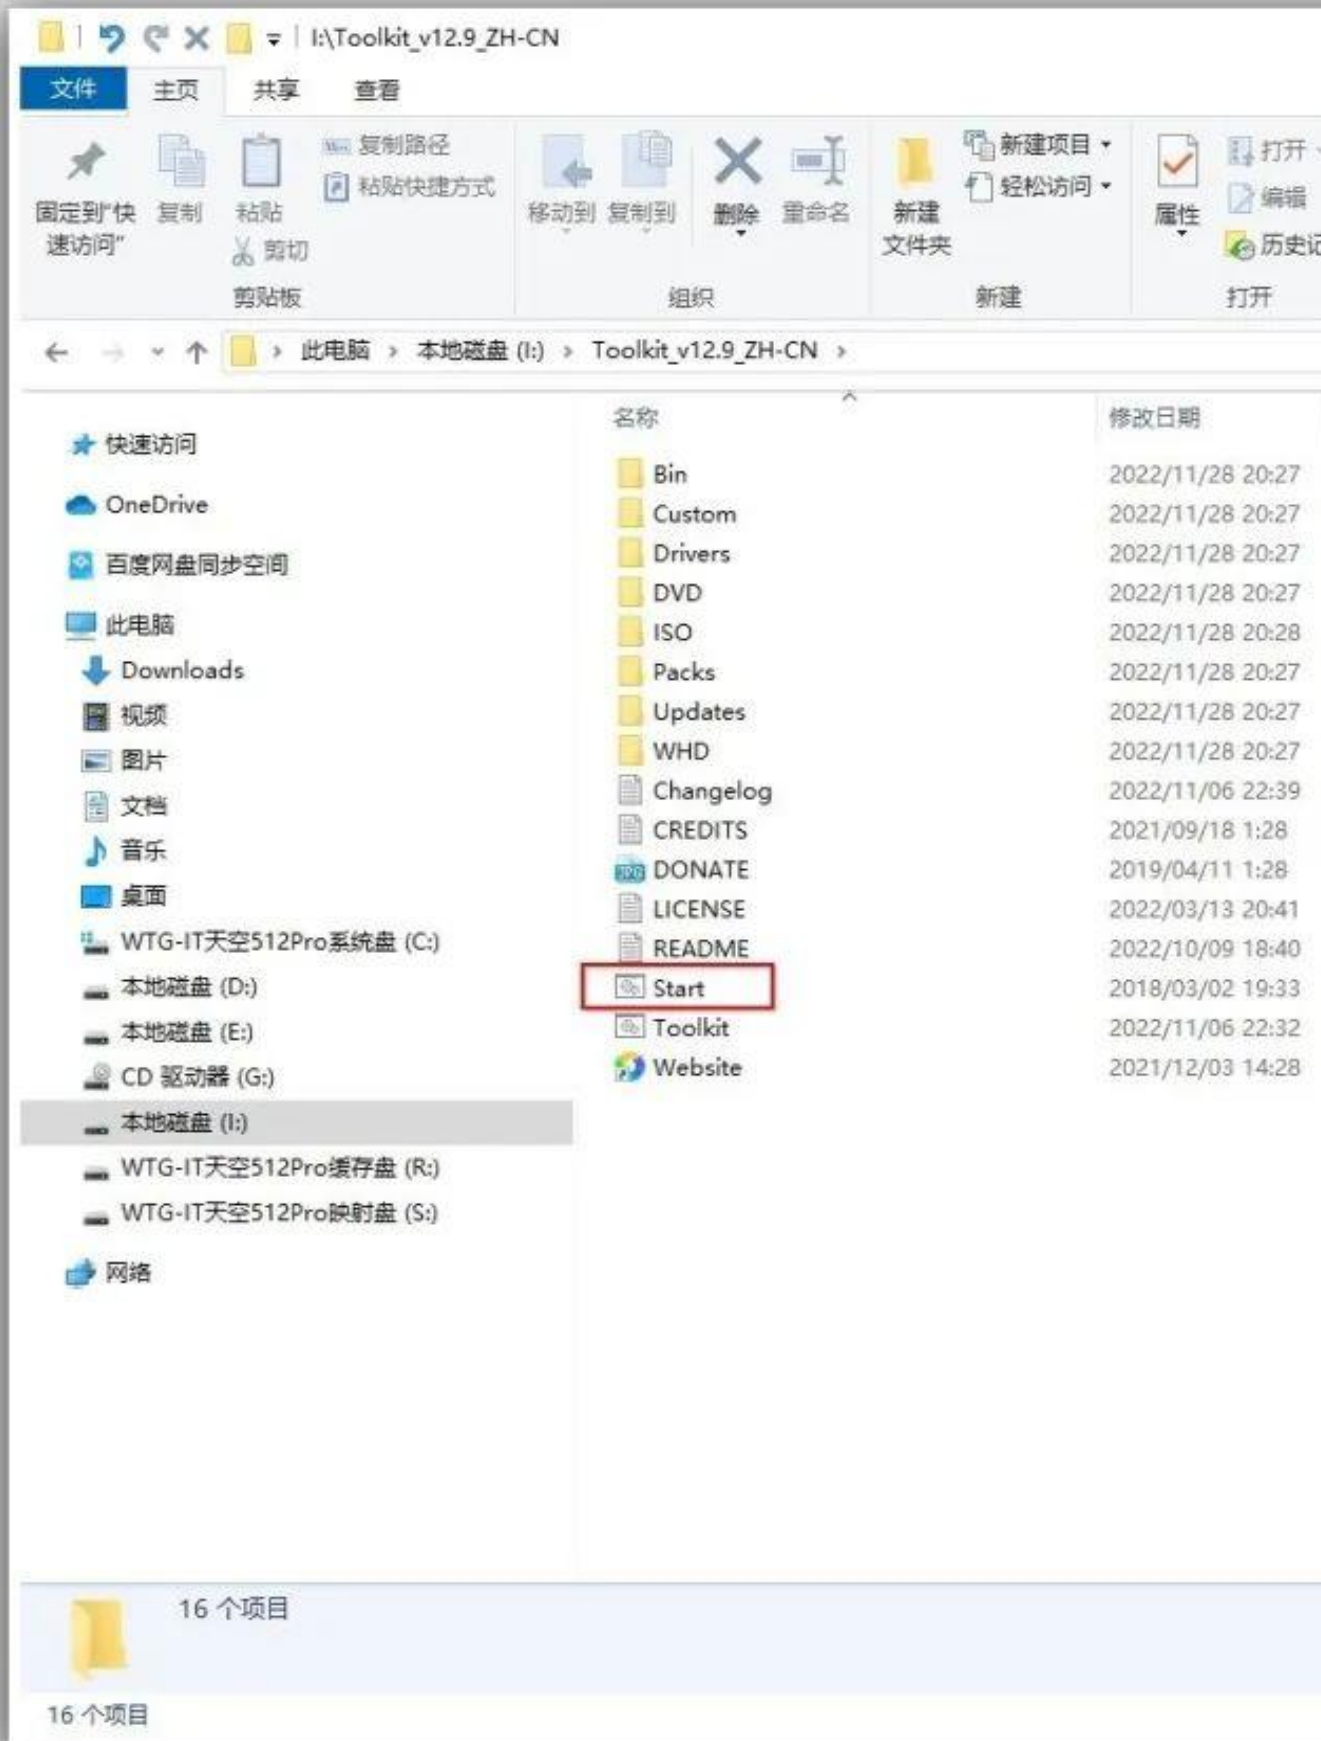 I:\Toolkit_v12.9_ZH-CN
文件 主页 共享 查看
固定到"快速访问"
复制
粘贴
复制路径
粘贴快捷方式
剪切
剪贴板
移动到
复制到
删除
重命名
组织
新建
文件夹
新建项目
轻松访问
新建
属性
打开
编辑
历史记
打开
此电脑 › 本地磁盘 (I:) › Toolkit_v12.9_ZH-CN ›
快速访问
OneDrive
百度网盘同步空间
此电脑
Downloads
视频
图片
文档
音乐
桌面
WTG-IT天空512Pro系统盘 (C:)
本地磁盘 (D:)
本地磁盘 (E:)
CD 驱动器 (G:)
本地磁盘 (I:)
WTG-IT天空512Pro缓存盘 (R:)
WTG-IT天空512Pro映射盘 (S:)
网络
名称 修改日期
Bin 2022/11/28 20:27
Custom 2022/11/28 20:27
Drivers 2022/11/28 20:27
DVD 2022/11/28 20:27
ISO 2022/11/28 20:28
Packs 2022/11/28 20:27
Updates 2022/11/28 20:27
WHD 2022/11/28 20:27
Changelog 2022/11/06 22:39
CREDITS 2021/09/18 1:28
DONATE 2019/04/11 1:28
LICENSE 2022/03/13 20:41
README 2022/10/09 18:40
Start 2018/03/02 19:33
Toolkit 2022/11/06 22:32
Website 2021/12/03 14:28
16 个项目
16 个项目